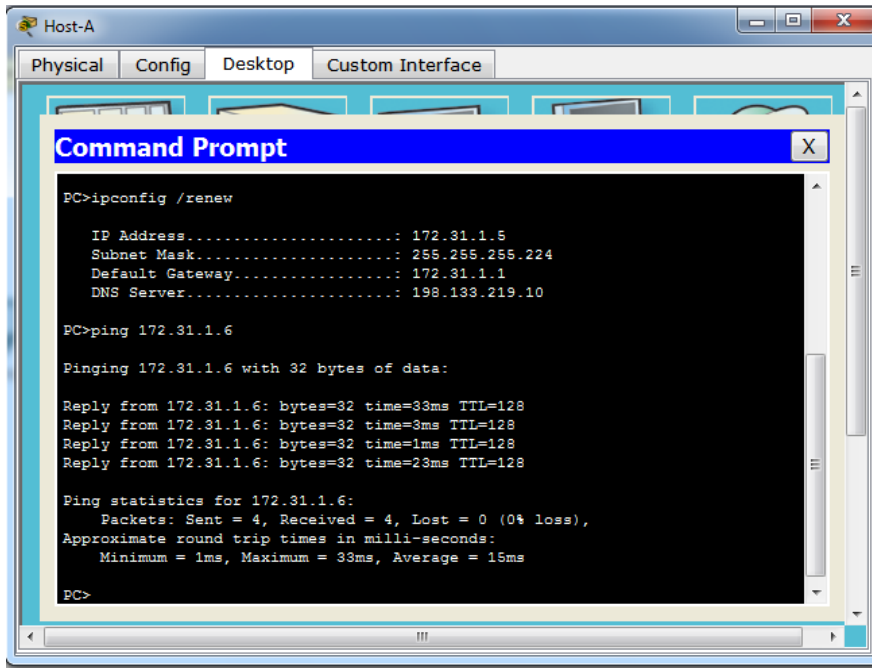 Host-A
Physical Config Desktop Custom Interface
Command Prompt
X
PC>ipconfig /renew
IP Address......................: 172.31.1.5
Subnet Mask.....................: 255.255.255.224
Default Gateway.................: 172.31.1.1
DNS Server......................: 198.133.219.10
PC>ping 172.31.1.6
Pinging 172.31.1.6 with 32 bytes of data:
Reply from 172.31.1.6: bytes=32 time=33ms TTL=128
Reply from 172.31.1.6: bytes=32 time=3ms TTL=128
Reply from 172.31.1.6: bytes=32 time=1ms TTL=128
Reply from 172.31.1.6: bytes=32 time=23ms TTL=128
Ping statistics for 172.31.1.6:
Packets: Sent = 4, Received = 4, Lost = 0 (0% loss),
Approximate round trip times in milli-seconds:
Minimum = 1ms, Maximum = 33ms, Average = 15ms
PC>